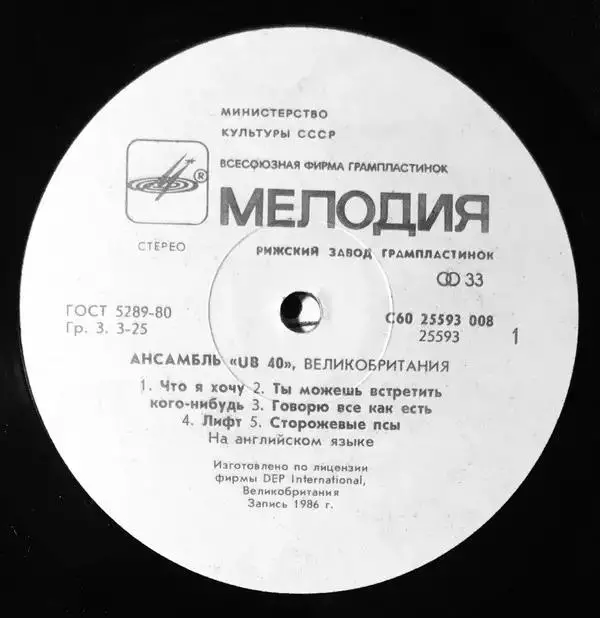 МИНИСТЕРСТВО
КУЛЬТУРЫ СССР
ВСЕСОЮЗНАЯ ФИРМА ГРАМПЛАСТИНОК
®
МЕЛОДИЯ
СТЕРЕО
РИЖСКИЙ ЗАВОД ГРАМПЛАСТИНОК
33
ГОСТ 5289-80
Гр. 3. 3-25
С60 25593 008
25593
1
АНСАМБЛЬ «UB 40», ВЕЛИКОБРИТАНИЯ
1. Что я хочу 2. Ты можешь встретить
кого-нибудь 3. Говорю все как есть
4. Лифт 5. Сторожевые псы
На английском языке
Изготовлено по лицензии
фирмы DEP International,
Великобритания
Запись 1986 г.